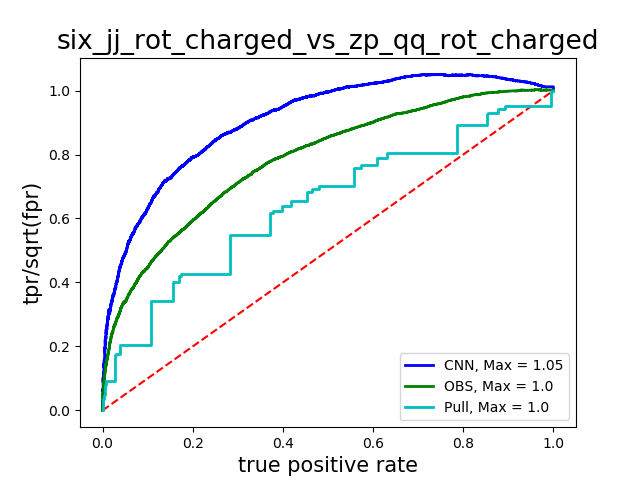 six_jj_rot_charged_vs_zp_qq_rot_charged
tpr/sqrt(fpr)
1.0
0.8
0.6
0.4
0.2
0.0
CNN, Max = 1.05
OBS, Max = 1.0
Pull, Max = 1.0
0.0 0.2 0.4 0.6 0.8 1.0
true positive rate